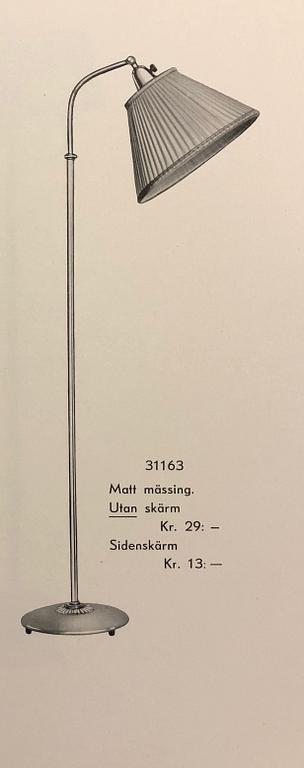 31163
Matt mässing.
Utan skärm
Kr. 29: —
Sidenskärm
Kr. 13: —